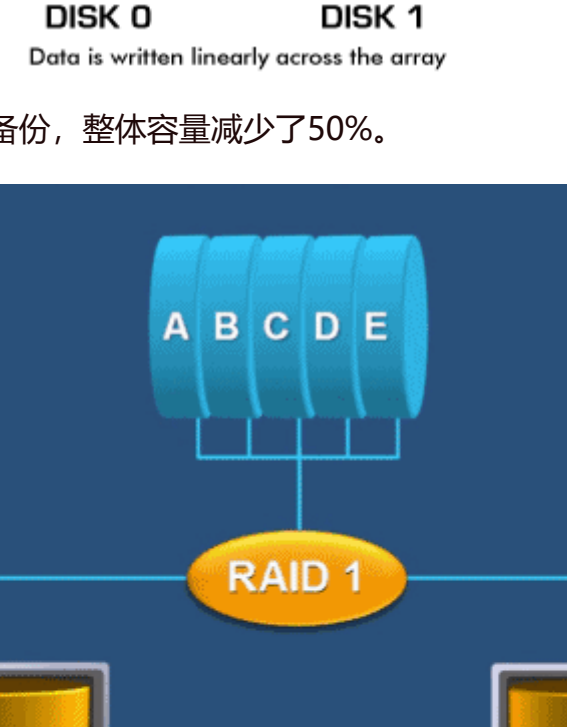 DISK 0 DISK 1
Data is written linearly across the array
备份，整体容量减少了50%。
A B C D E
RAID 1